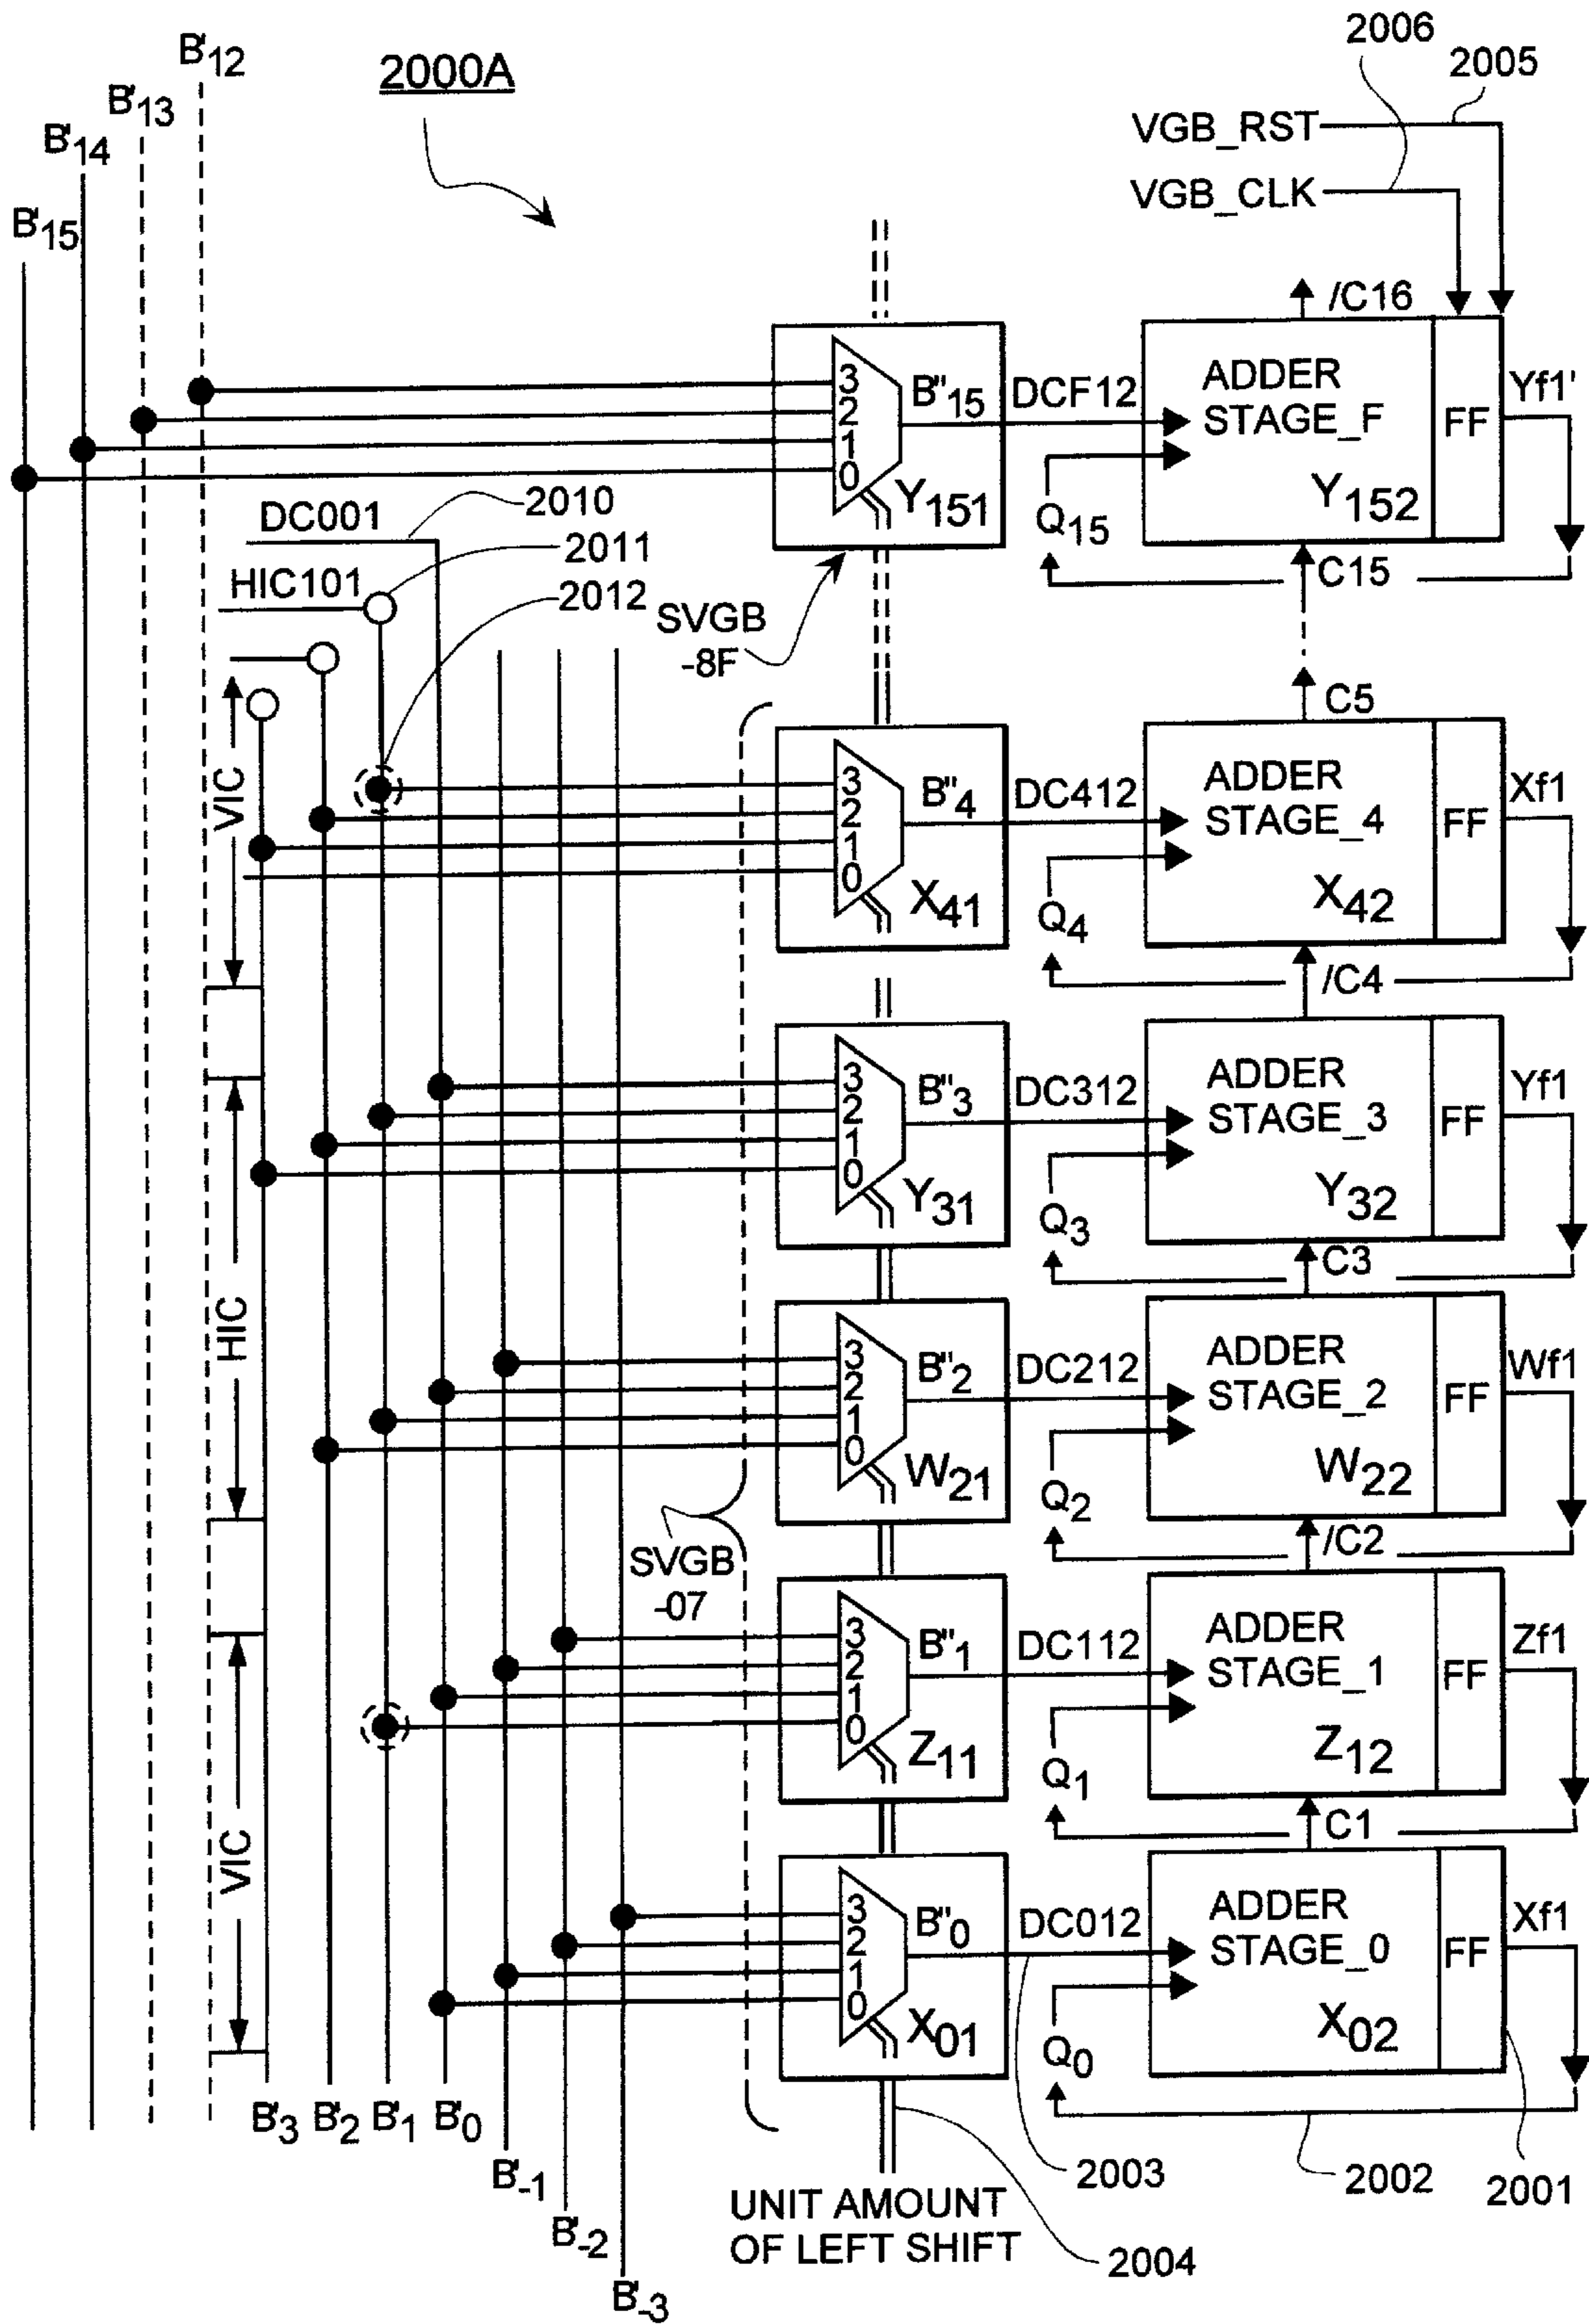 2000A
2006
2005
B'12
B'13
B'14
B'15
VGB_RST
VGB_CLK
/C16
3
2
1
0
B"15
Y151
DCF12
ADDER
STAGE_F
Y152
FF
Yf1'
Q15
C15
DC001
2010
2011
HIC101
2012
SVGB
-8F
C5
VIC
3
2
1
0
B"4
X41
DC412
ADDER
STAGE_4
X42
FF
Xf1
Q4
/C4
HIC
3
2
1
0
B"3
Y31
DC312
ADDER
STAGE_3
Y32
FF
Yf1
Q3
C3
3
2
1
0
B"2
W21
DC212
ADDER
STAGE_2
W22
FF
Wf1
Q2
/C2
SVGB
-07
VIC
3
2
1
0
B"1
Z11
DC112
ADDER
STAGE_1
Z12
FF
Zf1
Q1
C1
3
2
1
0
B"0
X01
DC012
ADDER
STAGE_0
X02
FF
Xf1
Q0
B'3
B'2
B'1
B'0
B'-1
B'-2
B'-3
UNIT AMOUNT
OF LEFT SHIFT
2004
2003
2002
2001